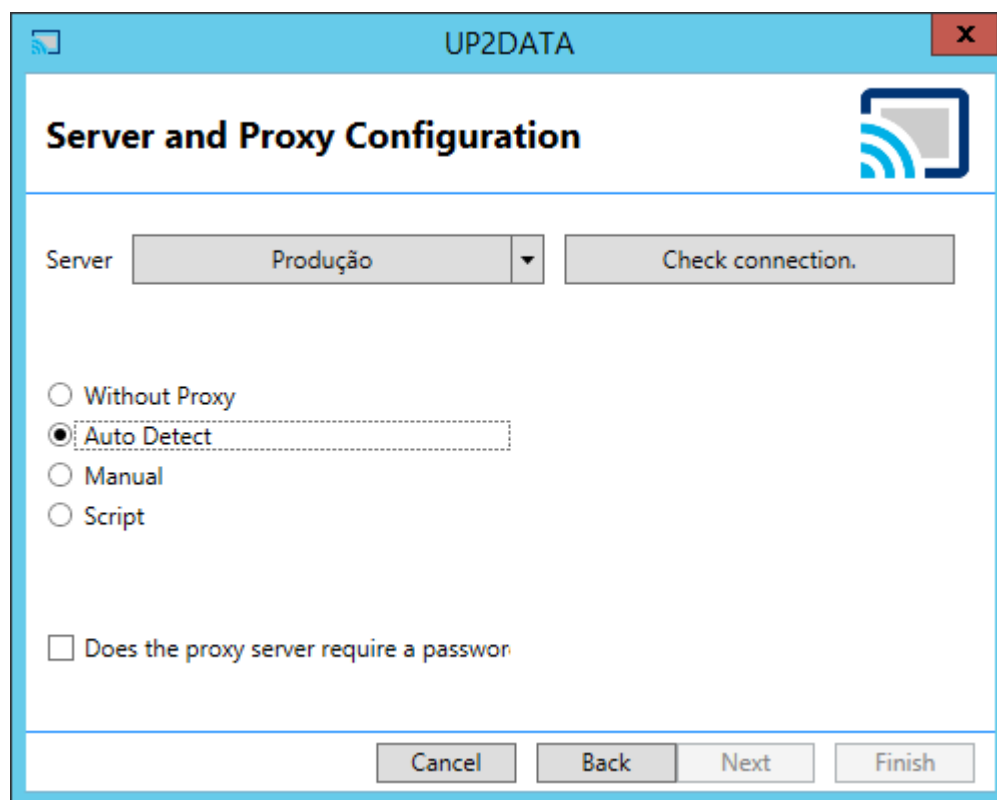 UP2DATA
x
Server and Proxy Configuration
Server Produção Check connection.
Without Proxy
Auto Detect
Manual
Script
Does the proxy server require a passwor
Cancel Back Next Finish